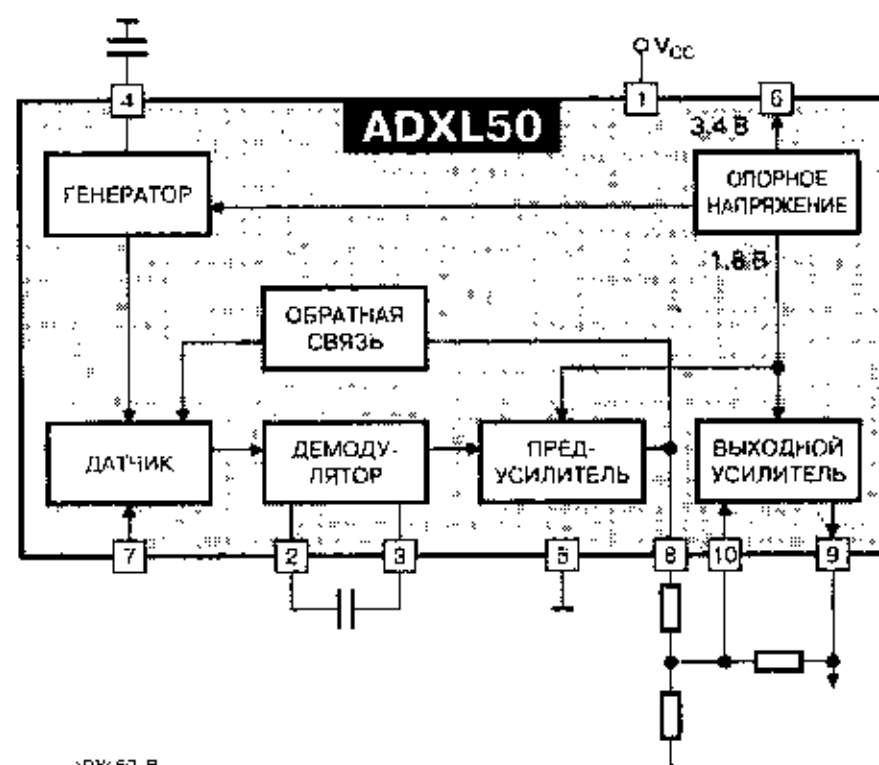 VCC
4
1
6
ADXL50
3,4 В
ГЕНЕРАТОР
ОПОРНОЕ
НАПРЯЖЕНИЕ
1,8 В
ОБРАТНАЯ
СВЯЗЬ
ДАТЧИК
ДЕМОДУ-
ЛЯТОР
ПРЕД-
УСИЛИТЕЛЬ
ВЫХОДНОЙ
УСИЛИТЕЛЬ
7
2
3
5
8
10
9